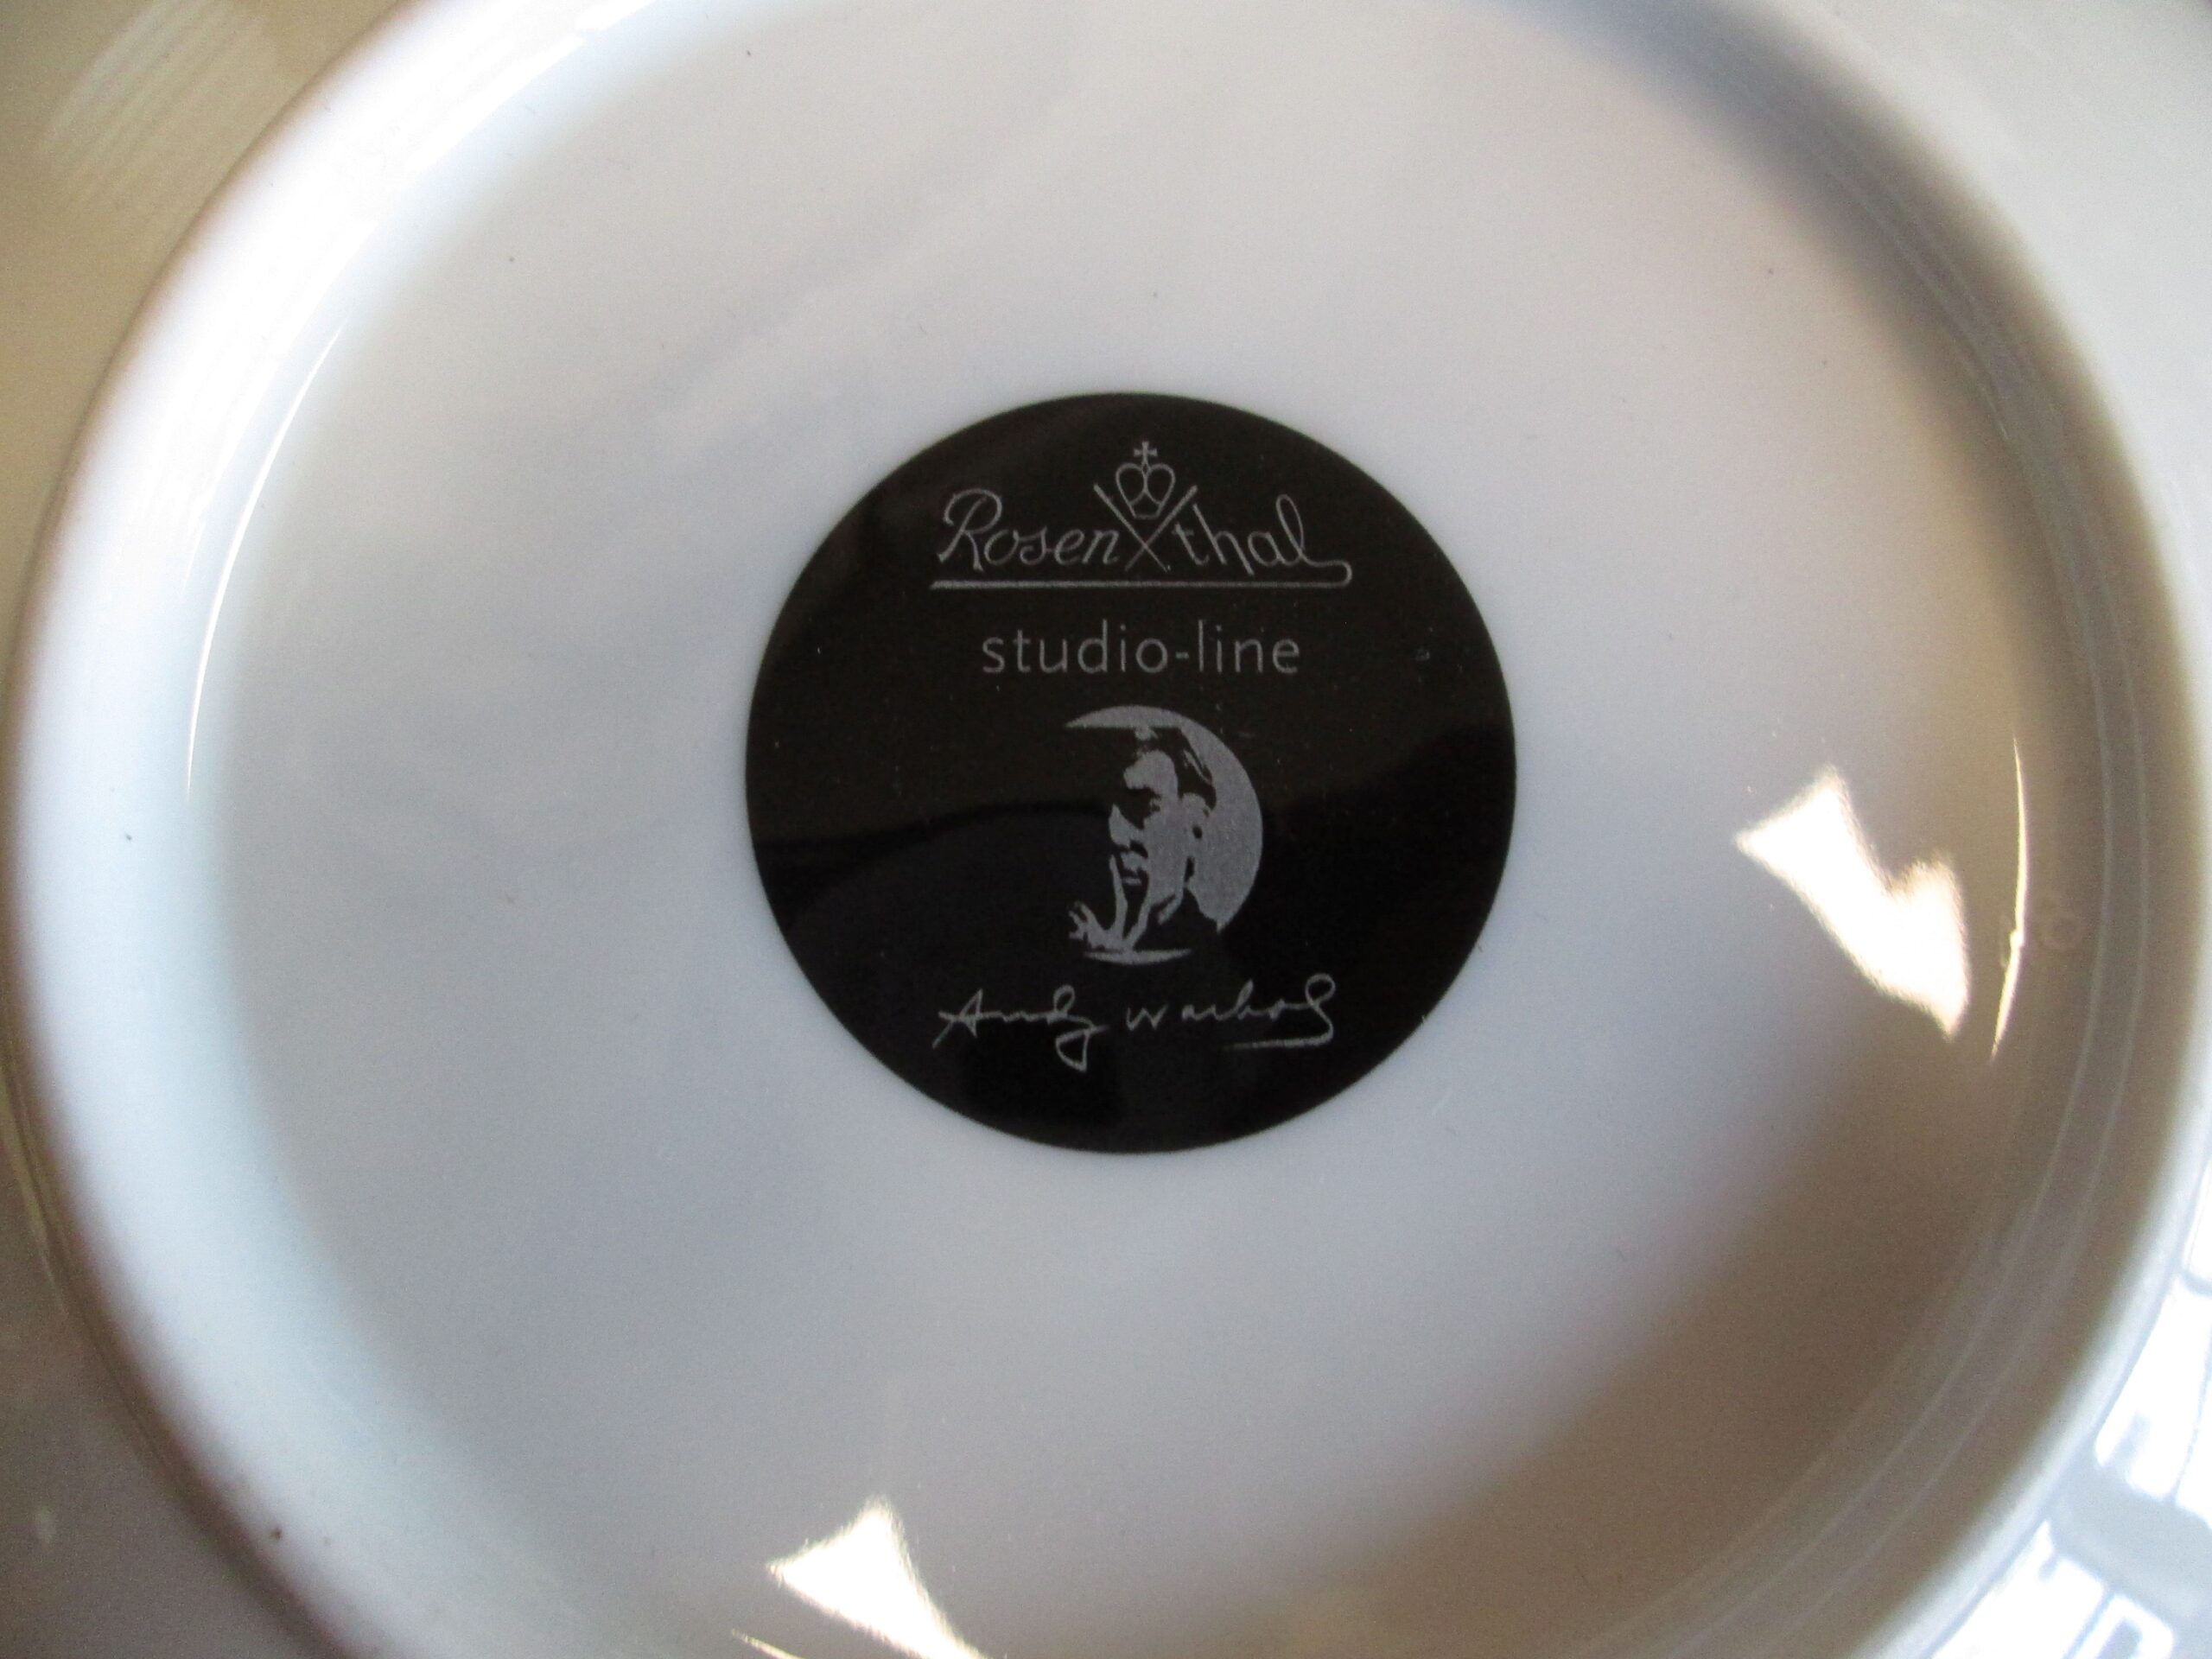 Rosenthal
studio-line
Andy Warhol